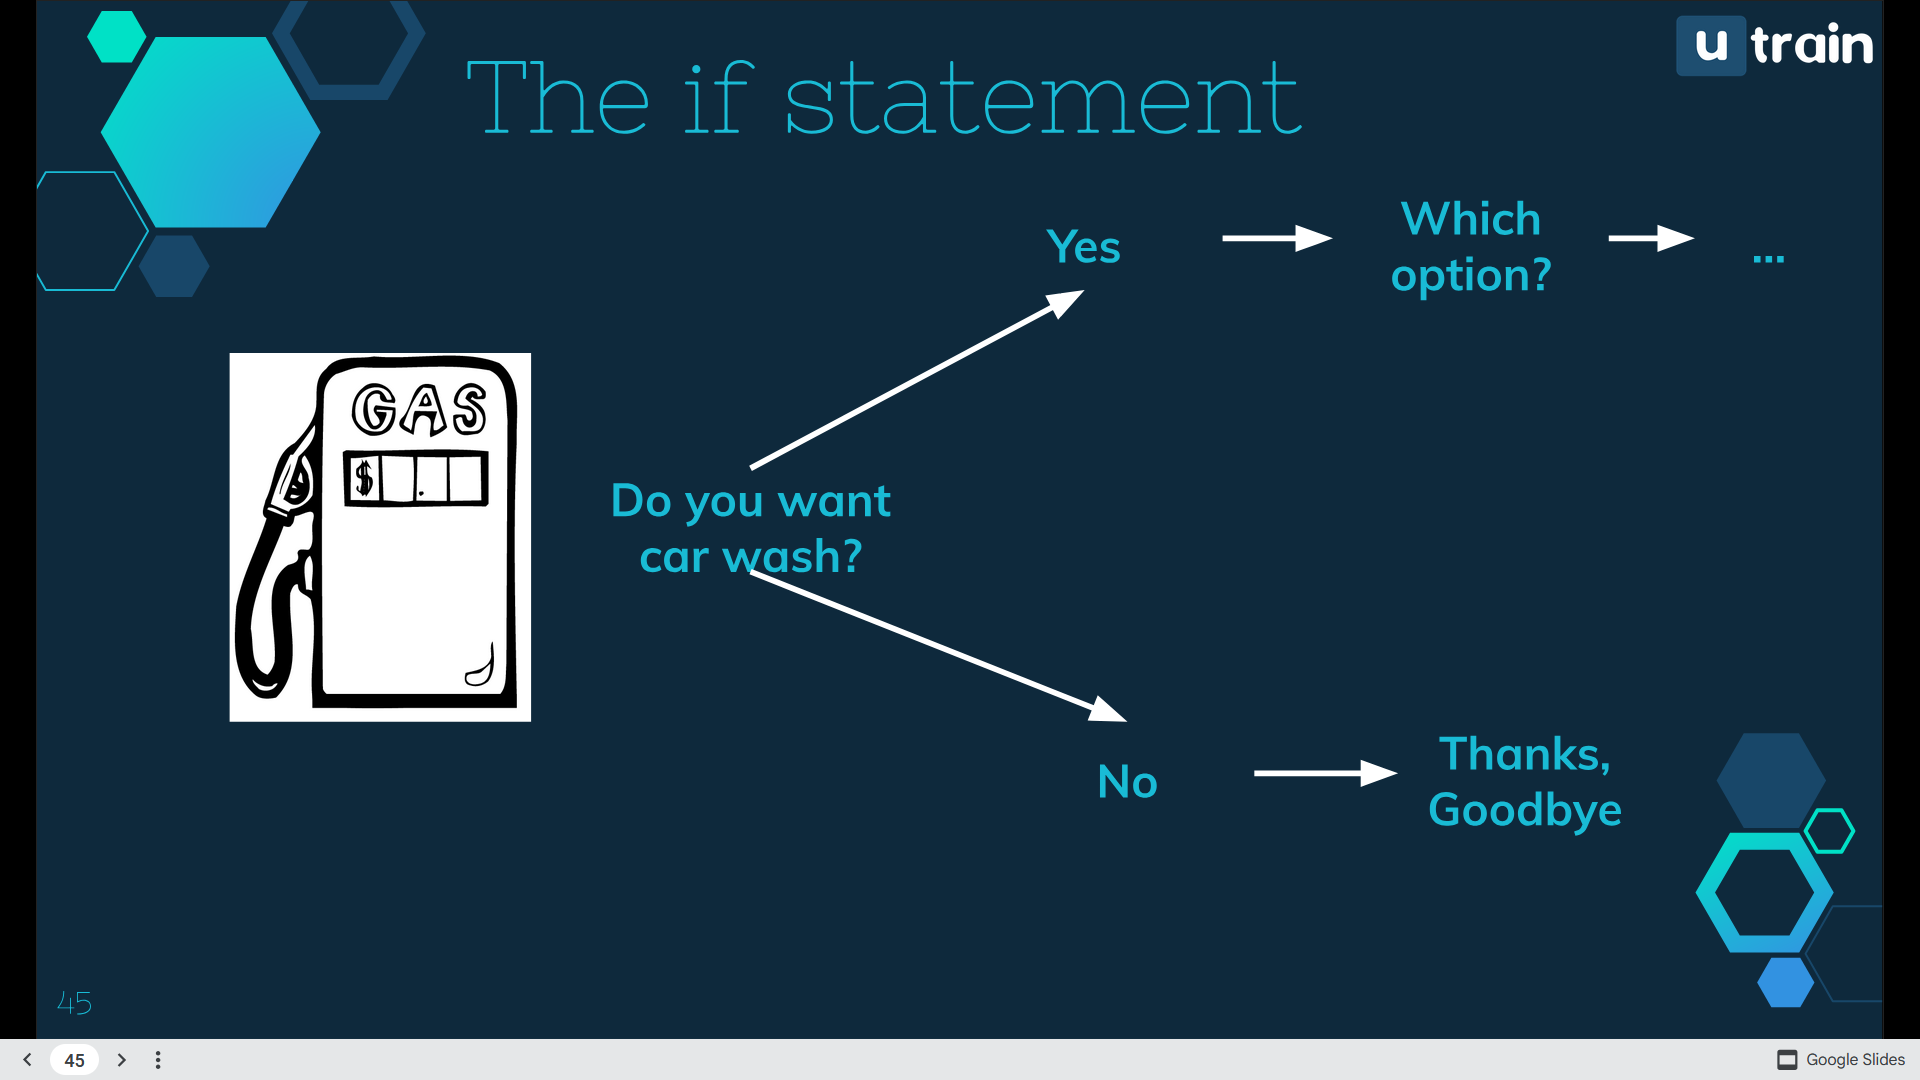 u train
The if statement
Yes
Which
option?
...
GAS
$ .
Do you want
car wash?
No
Thanks,
Goodbye
45
45
Google Slides